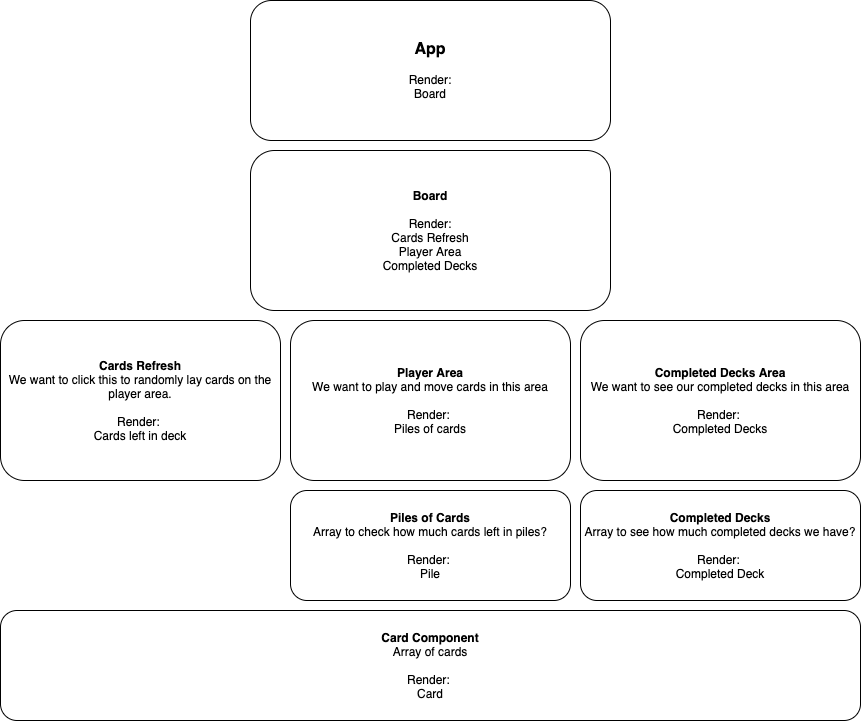 App
Render:
Board
Board
Render:
Cards Refresh
Player Area
Completed Decks
Cards Refresh
We want to click this to randomly lay cards on the
player area.
Render:
Cards left in deck
Player Area
We want to play and move cards in this area
Render:
Piles of cards
Completed Decks Area
We want to see our completed decks in this area
Render:
Completed Decks
Piles of Cards
Array to check how much cards left in piles?
Render:
Pile
Completed Decks
Array to see how much completed decks we have?
Render:
Completed Deck
Card Component
Array of cards
Render:
Card